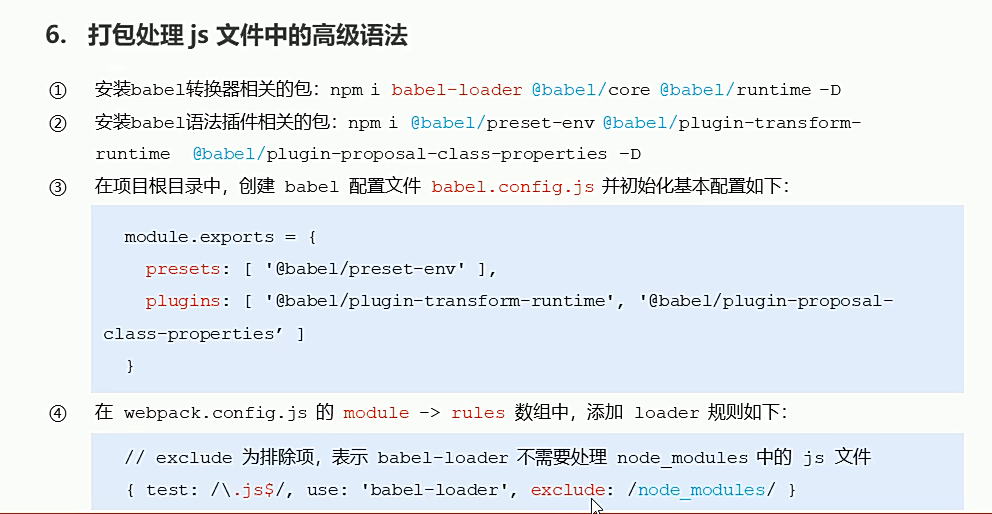 6. 打包处理 js 文件中的高级语法
① 安装babel转换器相关的包：npm i babel-loader @babel/core @babel/runtime -D
② 安装babel语法插件相关的包：npm i @babel/preset-env @babel/plugin-transform-
runtime @babel/plugin-proposal-class-properties -D
③ 在项目根目录中，创建 babel 配置文件 babel.config.js 并初始化基本配置如下：
module.exports = {
presets: [ '@babel/preset-env' ],
plugins: [ '@babel/plugin-transform-runtime', '@babel/plugin-proposal-
class-properties’ ]
}
④ 在 webpack.config.js 的 module -> rules 数组中，添加 loader 规则如下：
// exclude 为排除项，表示 babel-loader 不需要处理 node_modules 中的 js 文件
{ test: /\.js$/, use: 'babel-loader', exclude: /node_modules/ }